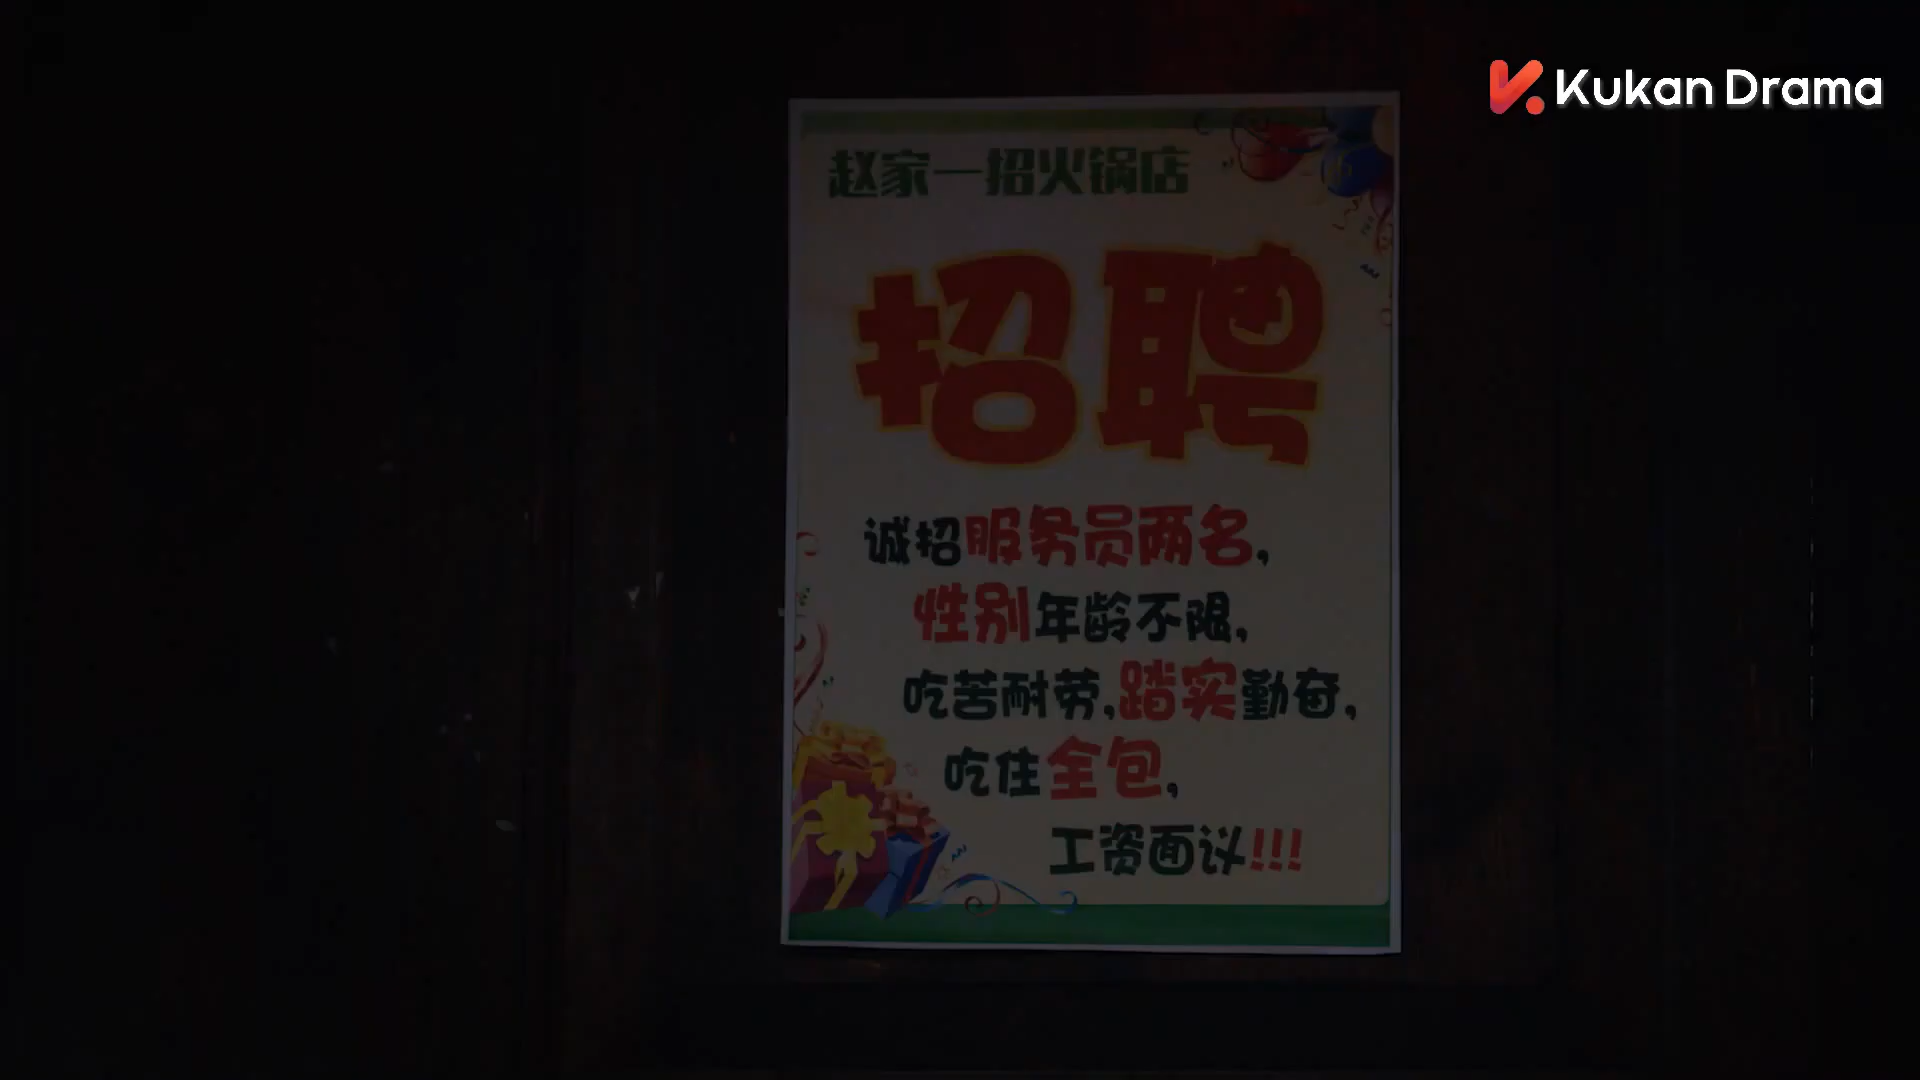 Kukan Drama
赵家一招火锅店
招聘
诚招服务员两名,
性别年龄不限,
吃苦耐劳,踏实勤奋,
吃住全包,
工资面议!!!